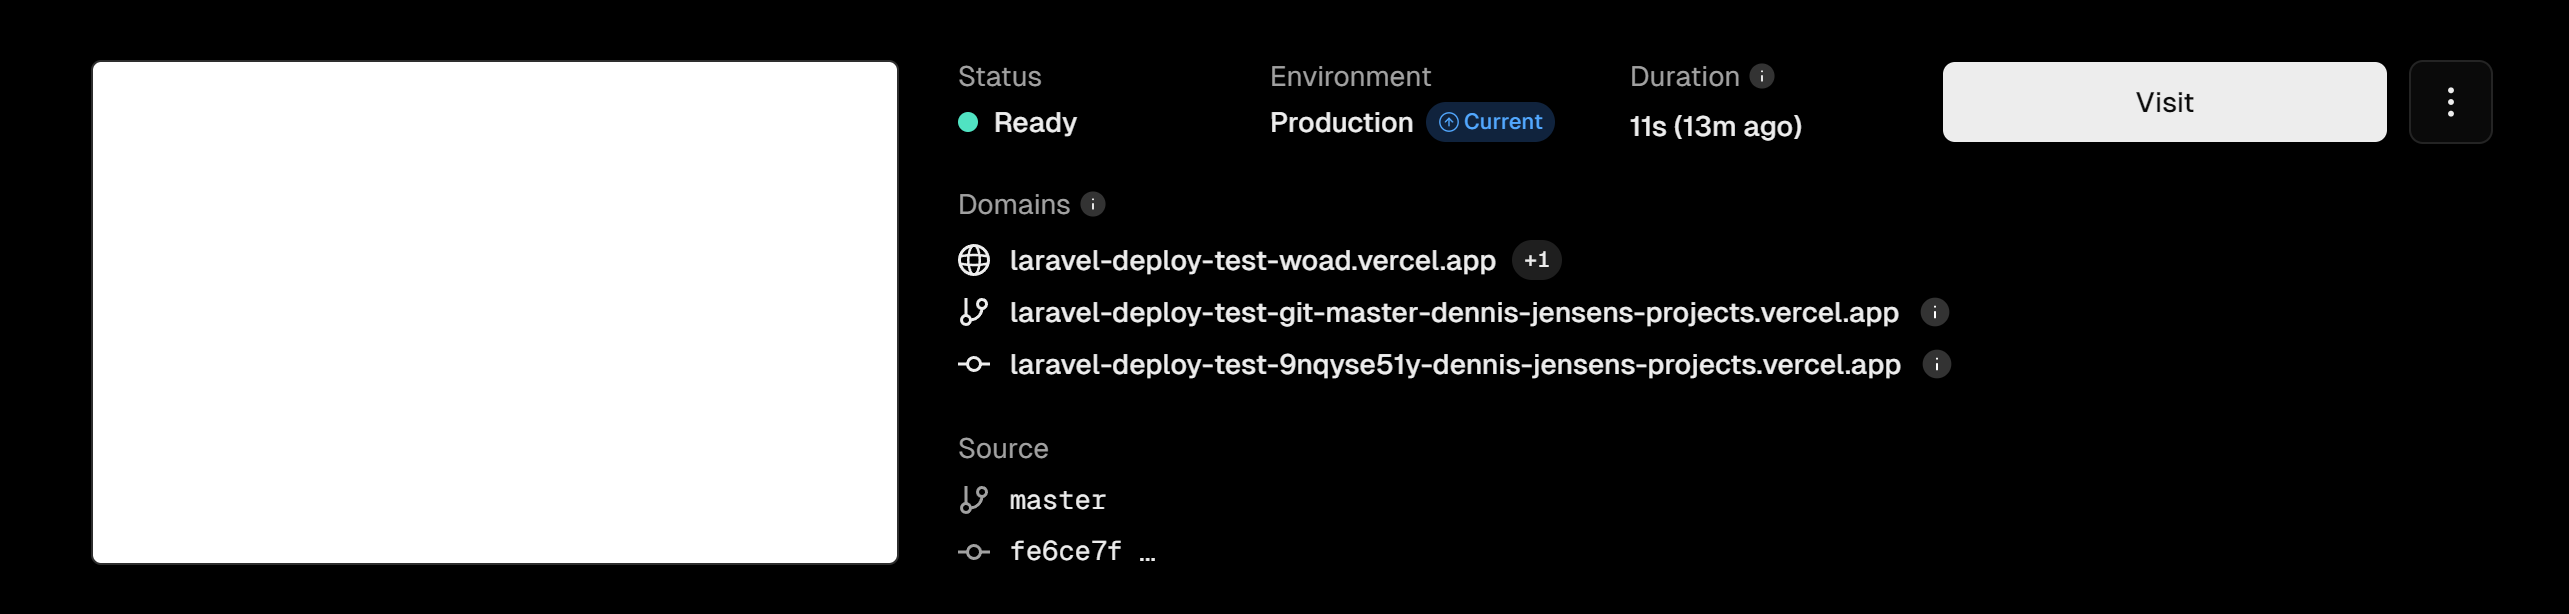 Status
Ready
Environment
Production Current
Duration
11s (13m ago)
Visit
Domains
laravel-deploy-test-woad.vercel.app +1
laravel-deploy-test-git-master-dennis-jensens-projects.vercel.app
laravel-deploy-test-9nqyse51y-dennis-jensens-projects.vercel.app
Source
master
fe6ce7f …